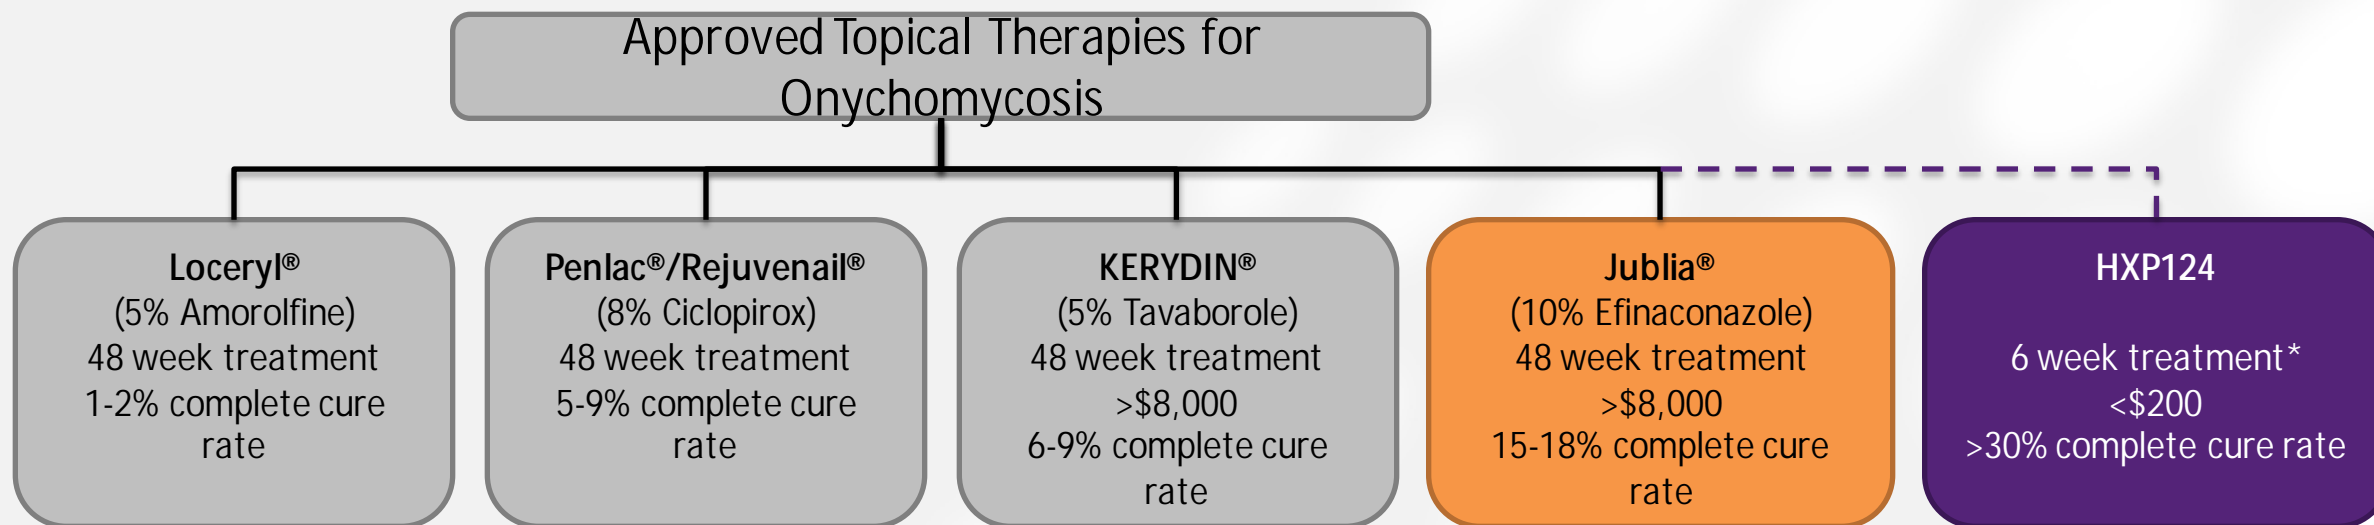 Approved Topical Therapies for
Onychomycosis
Loceryl®
(5% Amorolfine)
48 week treatment
1-2% complete cure
rate
Penlac®/Rejuvenail®
(8% Ciclopirox)
48 week treatment
5-9% complete cure
rate
KERYDIN®
(5% Tavaborole)
48 week treatment
>$8,000
6-9% complete cure
rate
Jublia®
(10% Efinaconazole)
48 week treatment
>$8,000
15-18% complete cure
rate
HXP124
6 week treatment*
<$200
>30% complete cure rate